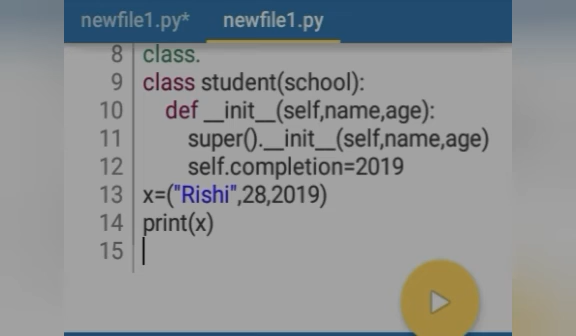 newfile1.py* newfile1.py
8 class.
9 class student(school):
10 def __init__(self,name,age):
11 super().__init__(self,name,age)
12 self.completion=2019
13 x=("Rishi",28,2019)
14 print(x)
15